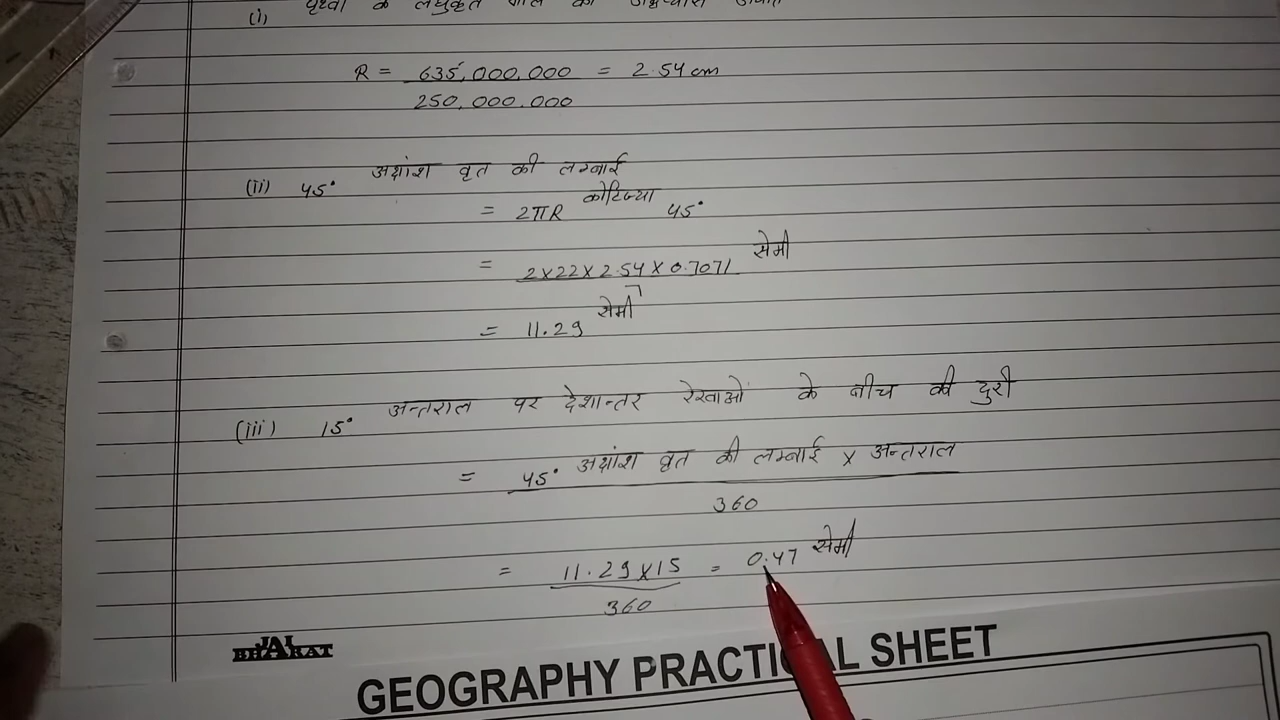 (i) पृथ्वी के लघुकृत गोले का
R = 635,000,000 = 2.54 cm
250,000,000
(ii) 45° अक्षांश वृत की लम्बाई
= 2πR कोटिज्या 45°
= 2×22×2.54×0.7071 सेमी
7
= 11.29 सेमी
(iii) 15° अन्तराल पर देशान्तर रेखाओं के बीच की दुरी
= 45° अक्षांश वृत की लम्बाई × अन्तराल
360
= 11.29×15 = 0.47 सेमी
360
JAI BHARAT
GEOGRAPHY PRACTICAL SHEET